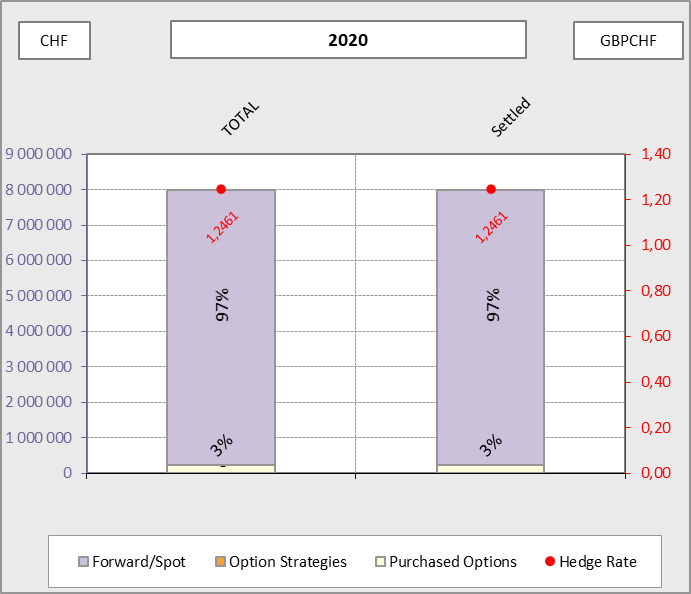 CHF
2020
GBPCHF
TOTAL
Settled
9 000 000
8 000 000
7 000 000
6 000 000
5 000 000
4 000 000
3 000 000
2 000 000
1 000 000
0
1,2461
97%
3%
1,2461
97%
3%
1,40
1,20
1,00
0,80
0,60
0,40
0,20
0,00
Forward/Spot
Option Strategies
Purchased Options
Hedge Rate